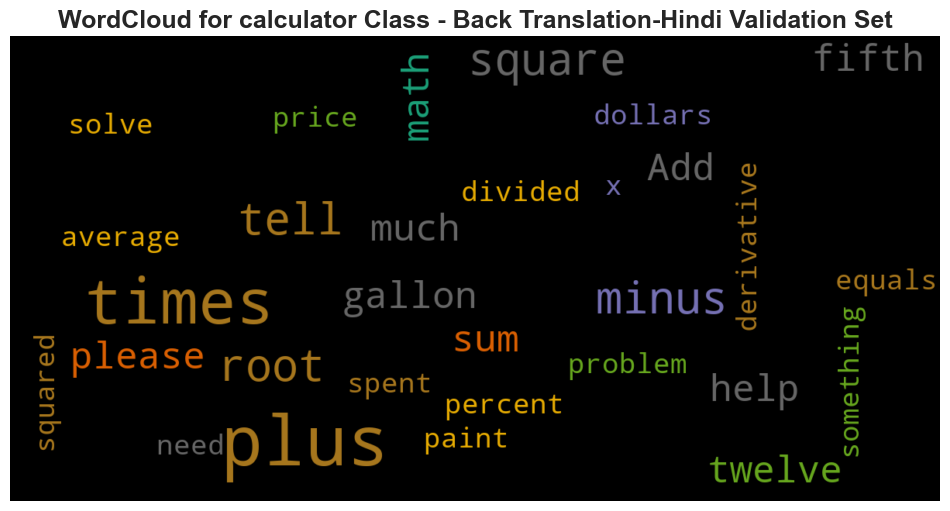 WordCloud for calculator Class - Back Translation-Hindi Validation Set
square
fifth
math
solve
price
dollars
Add
divided
x
derivative
tell
much
average
equals
times
gallon
minus
something
sum
please
root
problem
squared
spent
help
percent
plus
need
paint
twelve